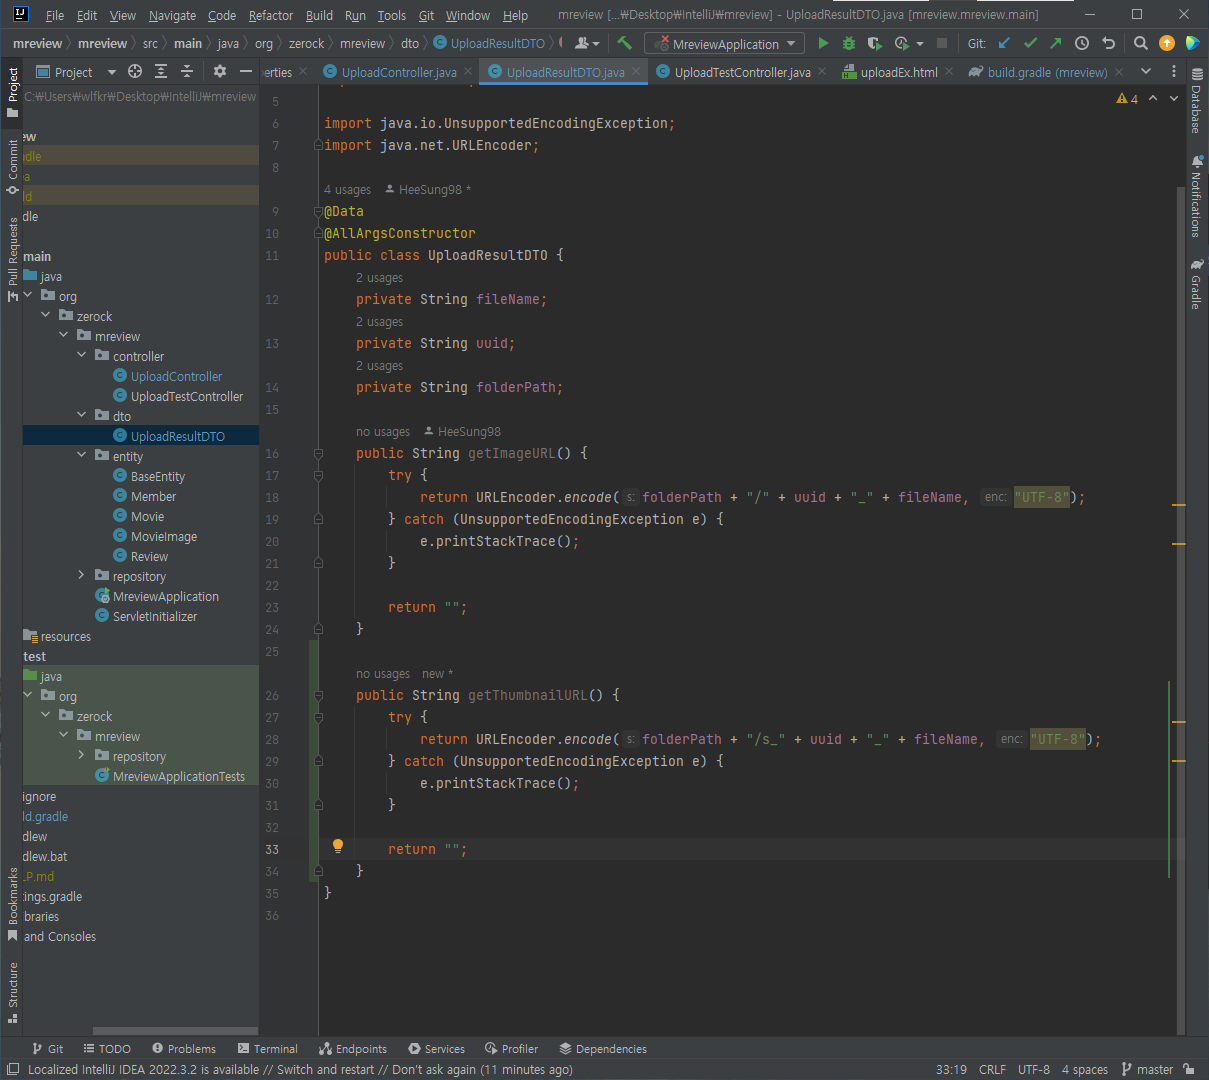 File Edit View Navigate Code Refactor Build Run Tools Git Window Help mreview [...₩Desktop₩IntelliJ₩mreview] - UploadResultDTO.java [mreview.mreview.main]
mreview mreview src main java org zerock mreview dto UploadResultDTO MreviewApplication Git:
Project erties UploadController.java UploadResultDTO.java UploadTestController.java uploadEx.html build.gradle (mreview)
C:₩Users₩wlfkr₩Desktop₩IntelliJ₩mreview
ew
dle
a
d
dle
main
java
org
zerock
mreview
controller
UploadController
UploadTestController
dto
UploadResultDTO
entity
BaseEntity
Member
Movie
MovieImage
Review
repository
MreviewApplication
ServletInitializer
resources
test
java
org
zerock
mreview
repository
MreviewApplicationTests
ignore
ld.gradle
dlew
dlew.bat
LP.md
tings.gradle
braries
and Consoles
Project
Commit
Pull Requests
Bookmarks
Structure
4
5
6 import java.io.UnsupportedEncodingException;
7 import java.net.URLEncoder;
8
4 usages HeeSung98 *
9 @Data
10 @AllArgsConstructor
11 public class UploadResultDTO {
2 usages
12 private String fileName;
2 usages
13 private String uuid;
2 usages
14 private String folderPath;
15
no usages HeeSung98
16 public String getImageURL() {
17 try {
18 return URLEncoder.encode( s: folderPath + "/" + uuid + "_" + fileName, enc: "UTF-8");
19 } catch (UnsupportedEncodingException e) {
20 e.printStackTrace();
21 }
22
23 return "";
24 }
25
no usages new *
26 public String getThumbnailURL() {
27 try {
28 return URLEncoder.encode( s: folderPath + "/s_" + uuid + "_" + fileName, enc: "UTF-8");
29 } catch (UnsupportedEncodingException e) {
30 e.printStackTrace();
31 }
32
33 return "";
34 }
35 }
36
Database
Notifications
Gradle
Git TODO Problems Terminal Endpoints Services Profiler Dependencies
Localized IntelliJ IDEA 2022.3.2 is available // Switch and restart // Don't ask again (11 minutes ago) 33:19 CRLF UTF-8 4 spaces master